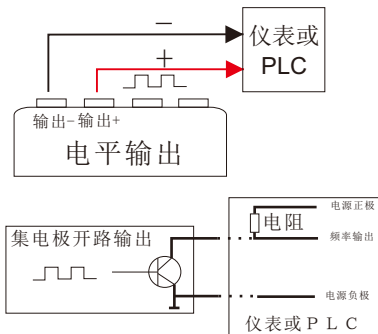 −
仪表或
PLC
+
输出−输出+
电平输出
集电极开路输出
电源正极
电阻
频率输出
电源负极
仪表或PLC